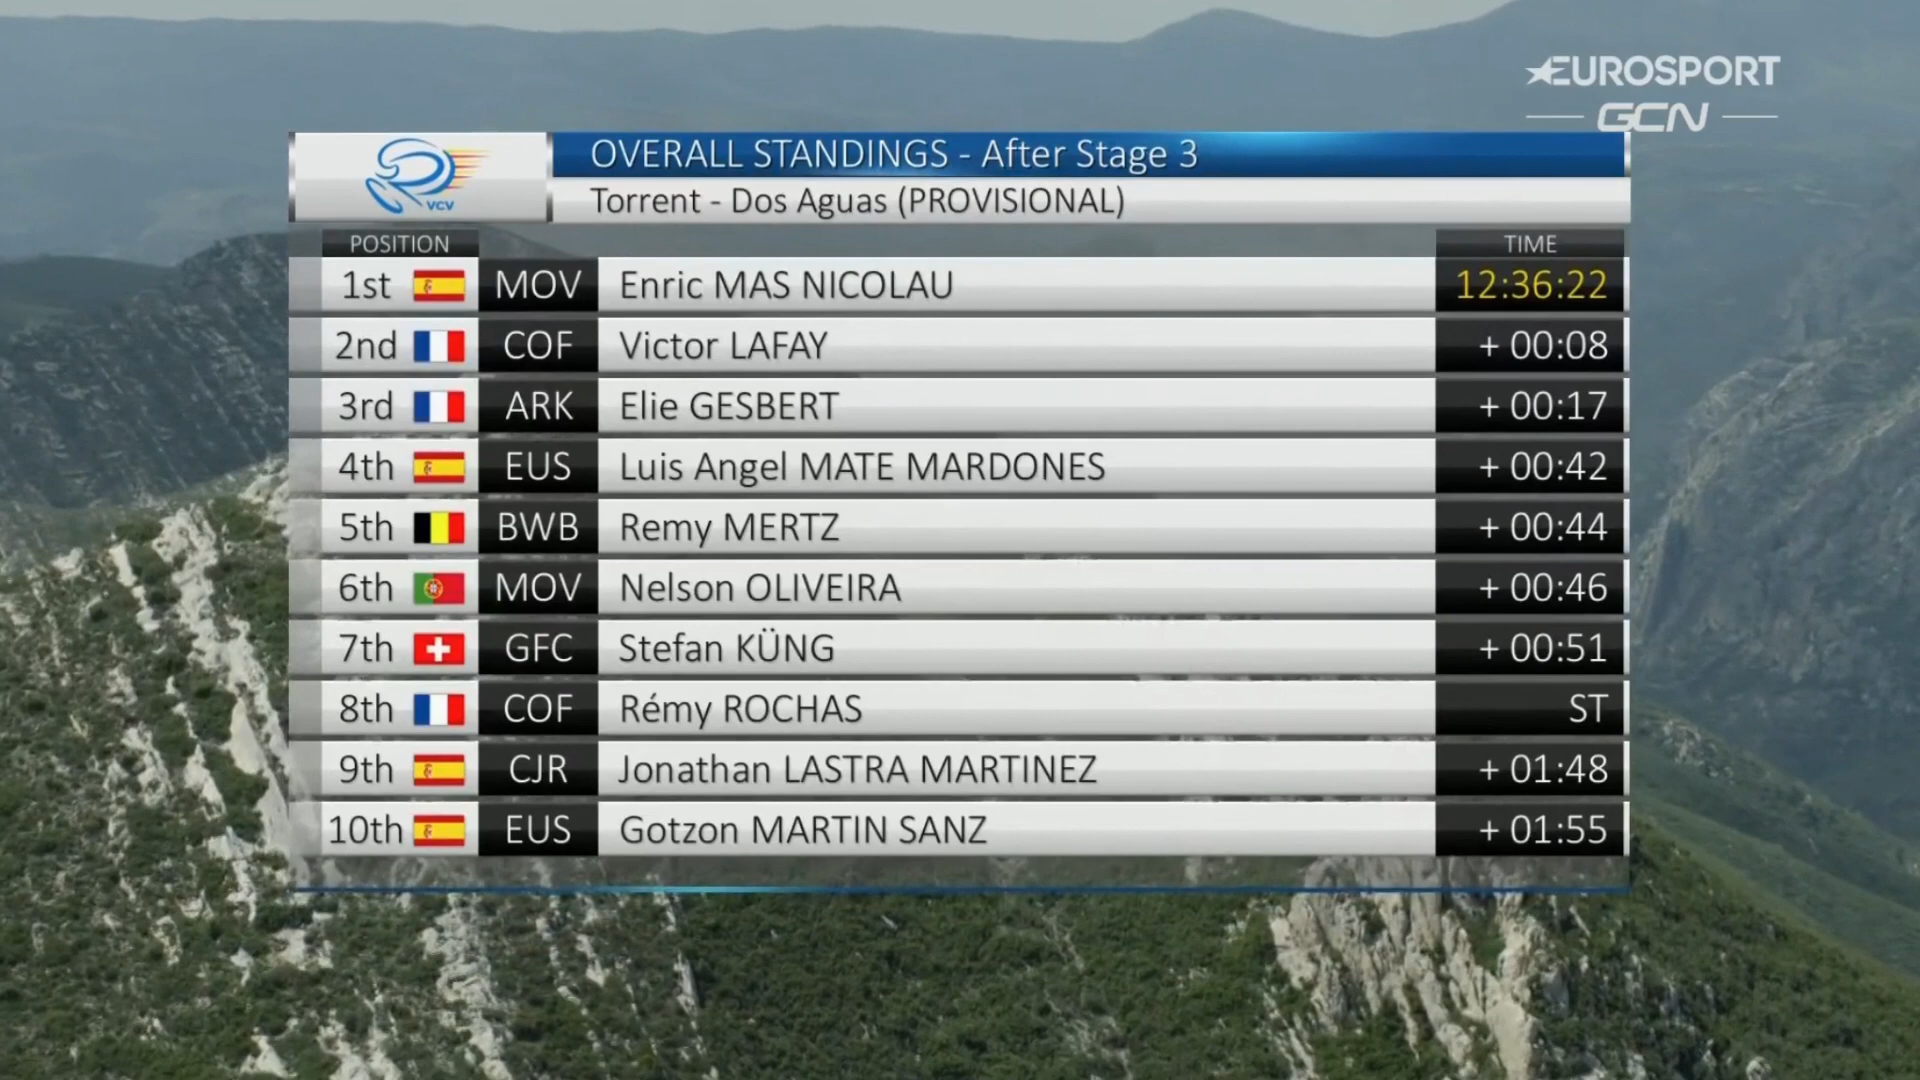 EUROSPORT
GCN
VCV
OVERALL STANDINGS - After Stage 3
Torrent - Dos Aguas (PROVISIONAL)
POSITION TIME
1st MOV Enric MAS NICOLAU 12:36:22
2nd COF Victor LAFAY + 00:08
3rd ARK Elie GESBERT + 00:17
4th EUS Luis Angel MATE MARDONES + 00:42
5th BWB Remy MERTZ + 00:44
6th MOV Nelson OLIVEIRA + 00:46
7th GFC Stefan KÜNG + 00:51
8th COF Rémy ROCHAS ST
9th CJR Jonathan LASTRA MARTINEZ + 01:48
10th EUS Gotzon MARTIN SANZ + 01:55